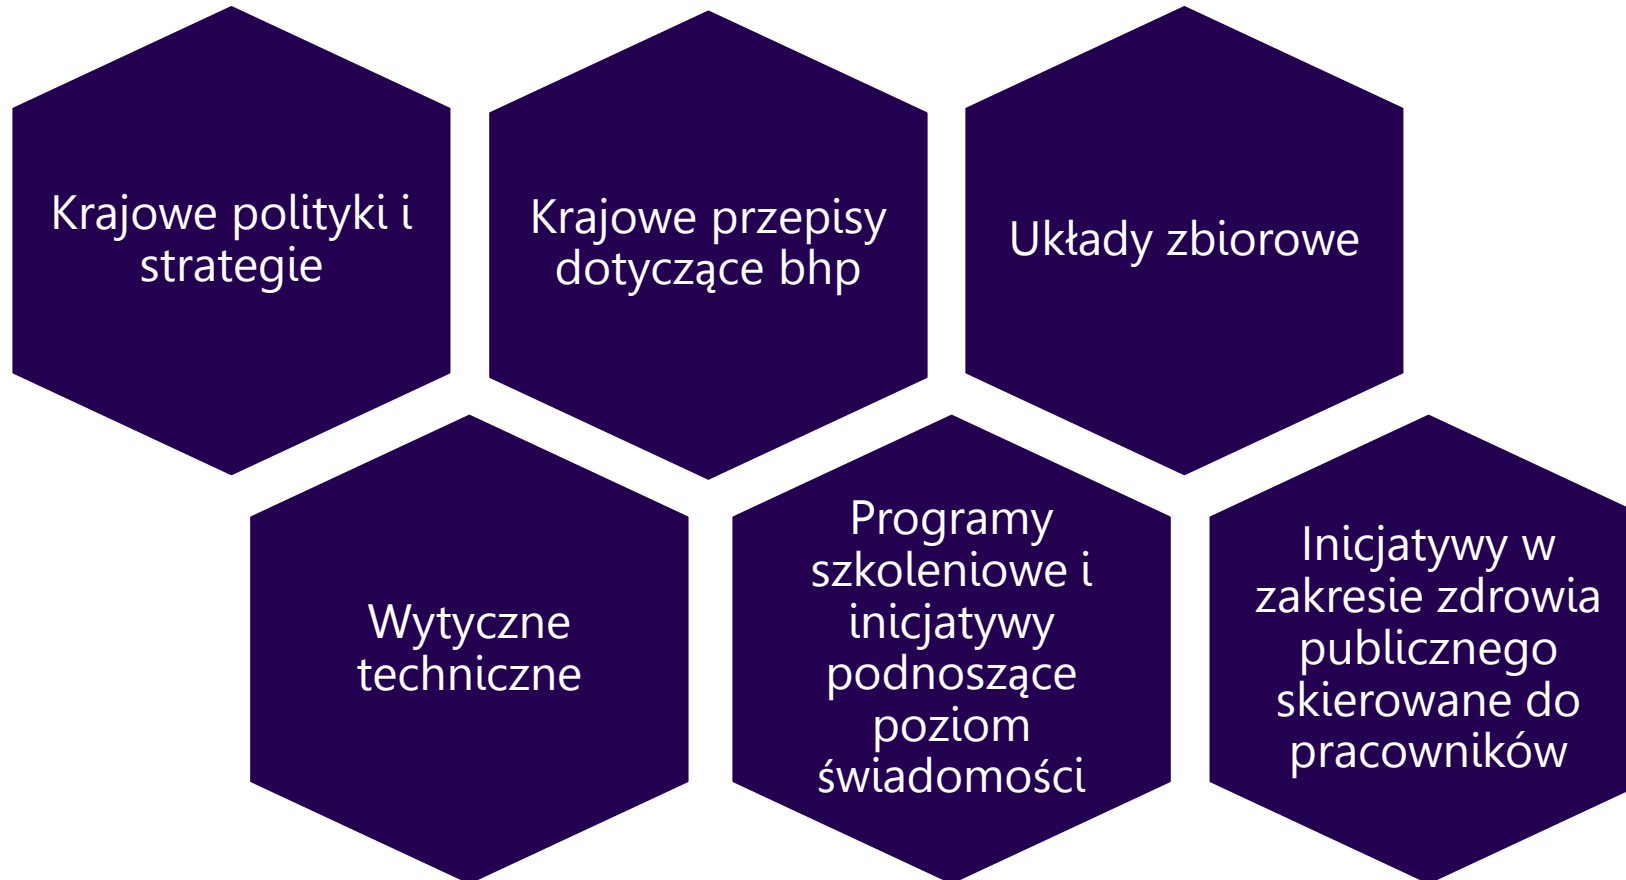 Krajowe polityki i
strategie
Krajowe przepisy
dotyczące bhp
Układy zbiorowe
Wytyczne
techniczne
Programy
szkoleniowe i
inicjatywy
podnoszące
poziom
świadomości
Inicjatywy w
zakresie zdrowia
publicznego
skierowane do
pracowników